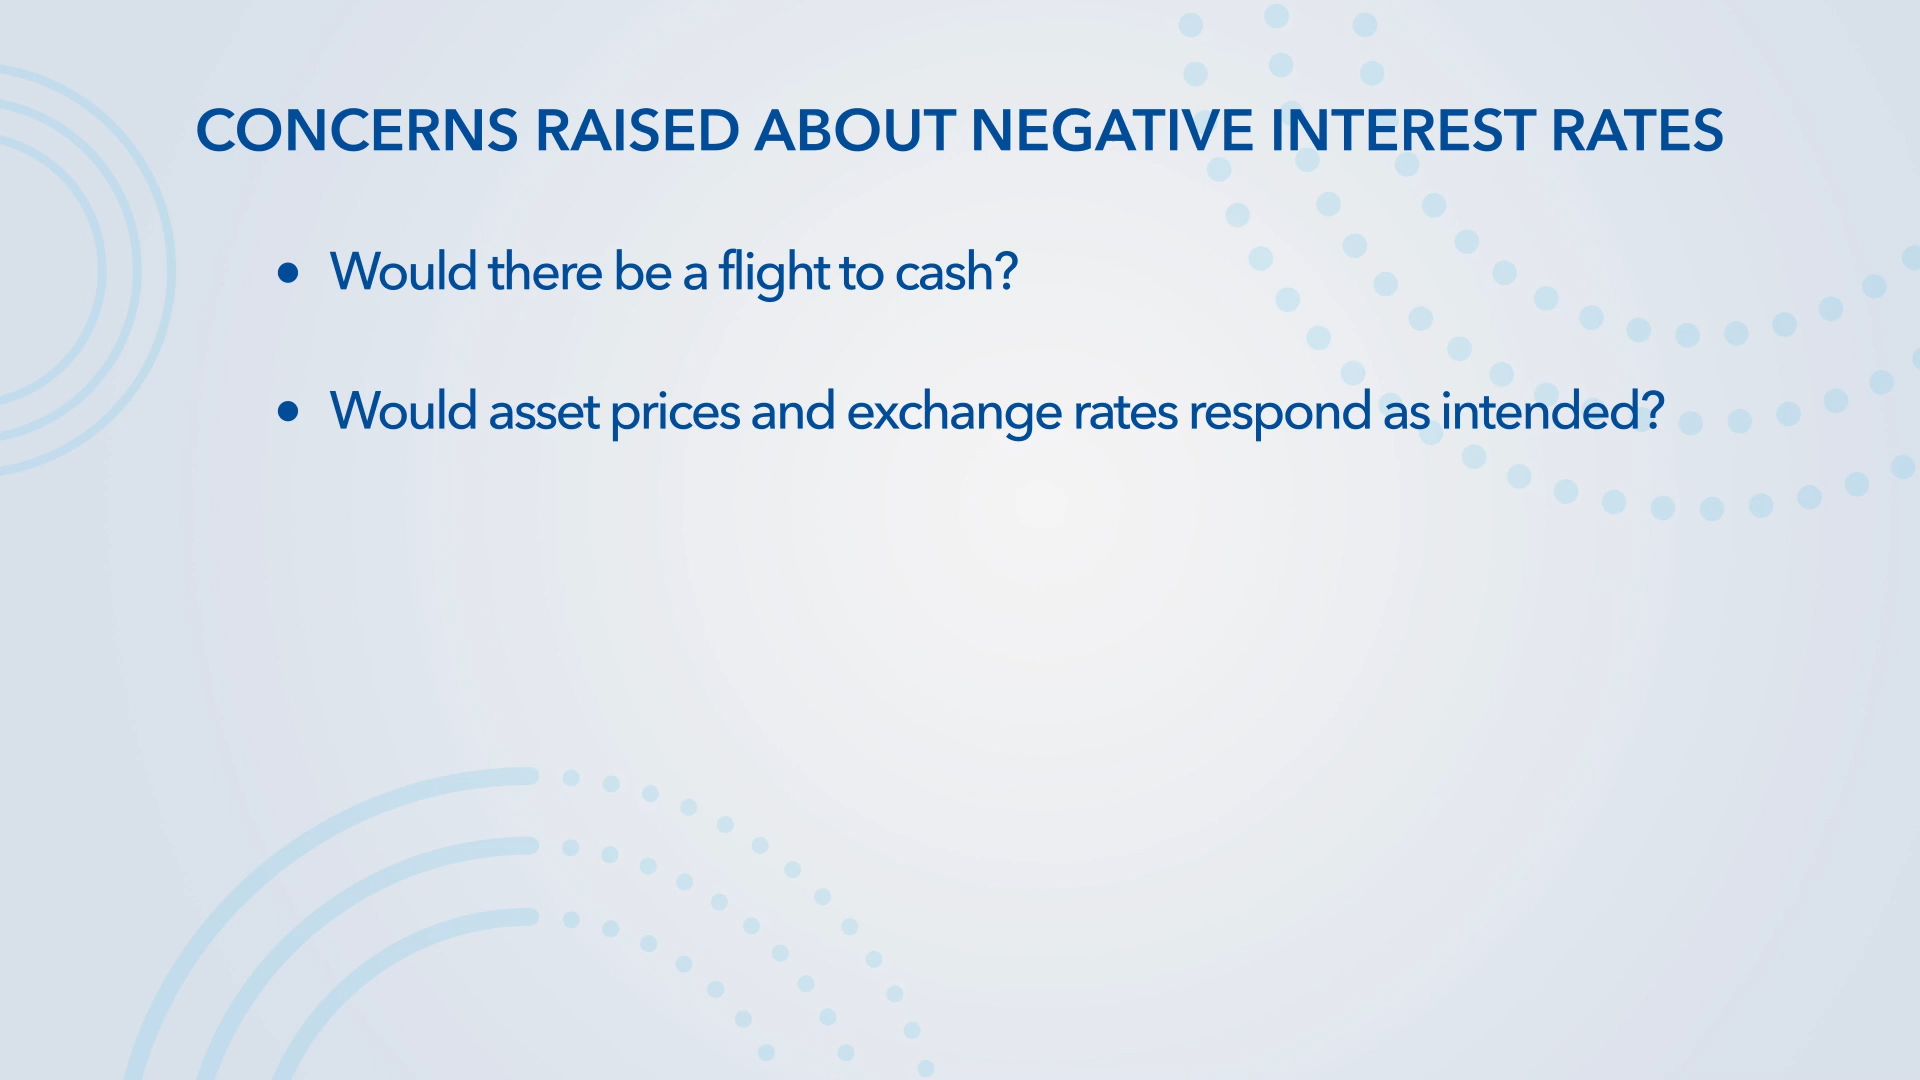 CONCERNS RAISED ABOUT NEGATIVE INTEREST RATES
• Would there be a flight to cash?
• Would asset prices and exchange rates respond as intended?